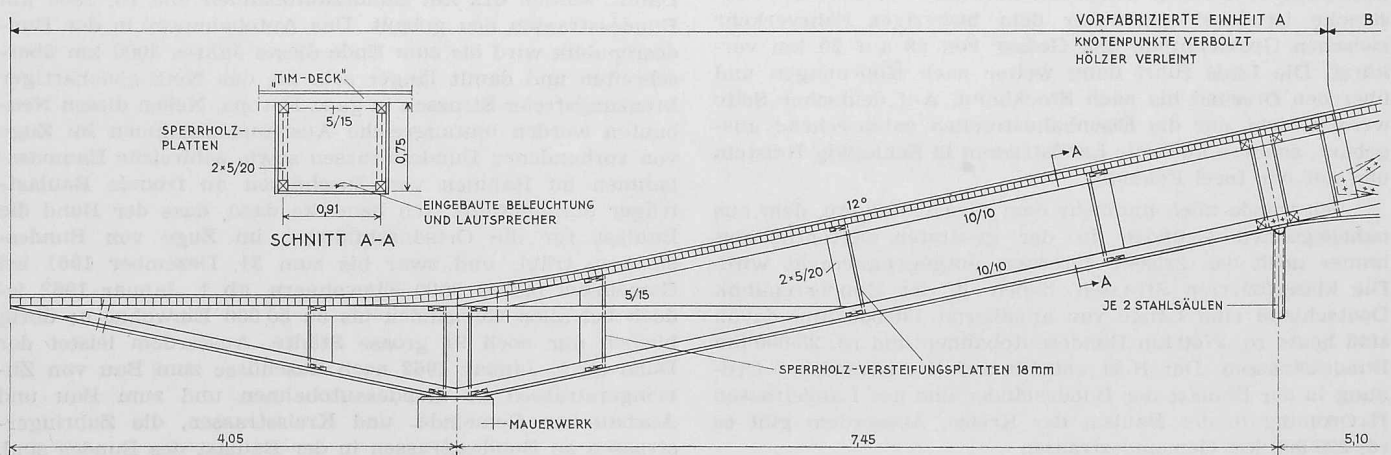 VORFABRIZIERTE EINHEIT A B
KNOTENPUNKTE VERBOLZT
HÖLZER VERLEIMT
„TIM-DECK"
5/15
SPERRHOLZ-
PLATTEN
2×5/20
0,75
0,91
EINGEBAUTE BELEUCHTUNG
UND LAUTSPRECHER
SCHNITT A-A
A
12°
10/10
2×5/20
10/10
A
5/15
JE 2 STAHLSÄULEN
SPERRHOLZ-VERSTEIFUNGSPLATTEN 18mm
MAUERWERK
4,05
7,45
5,10